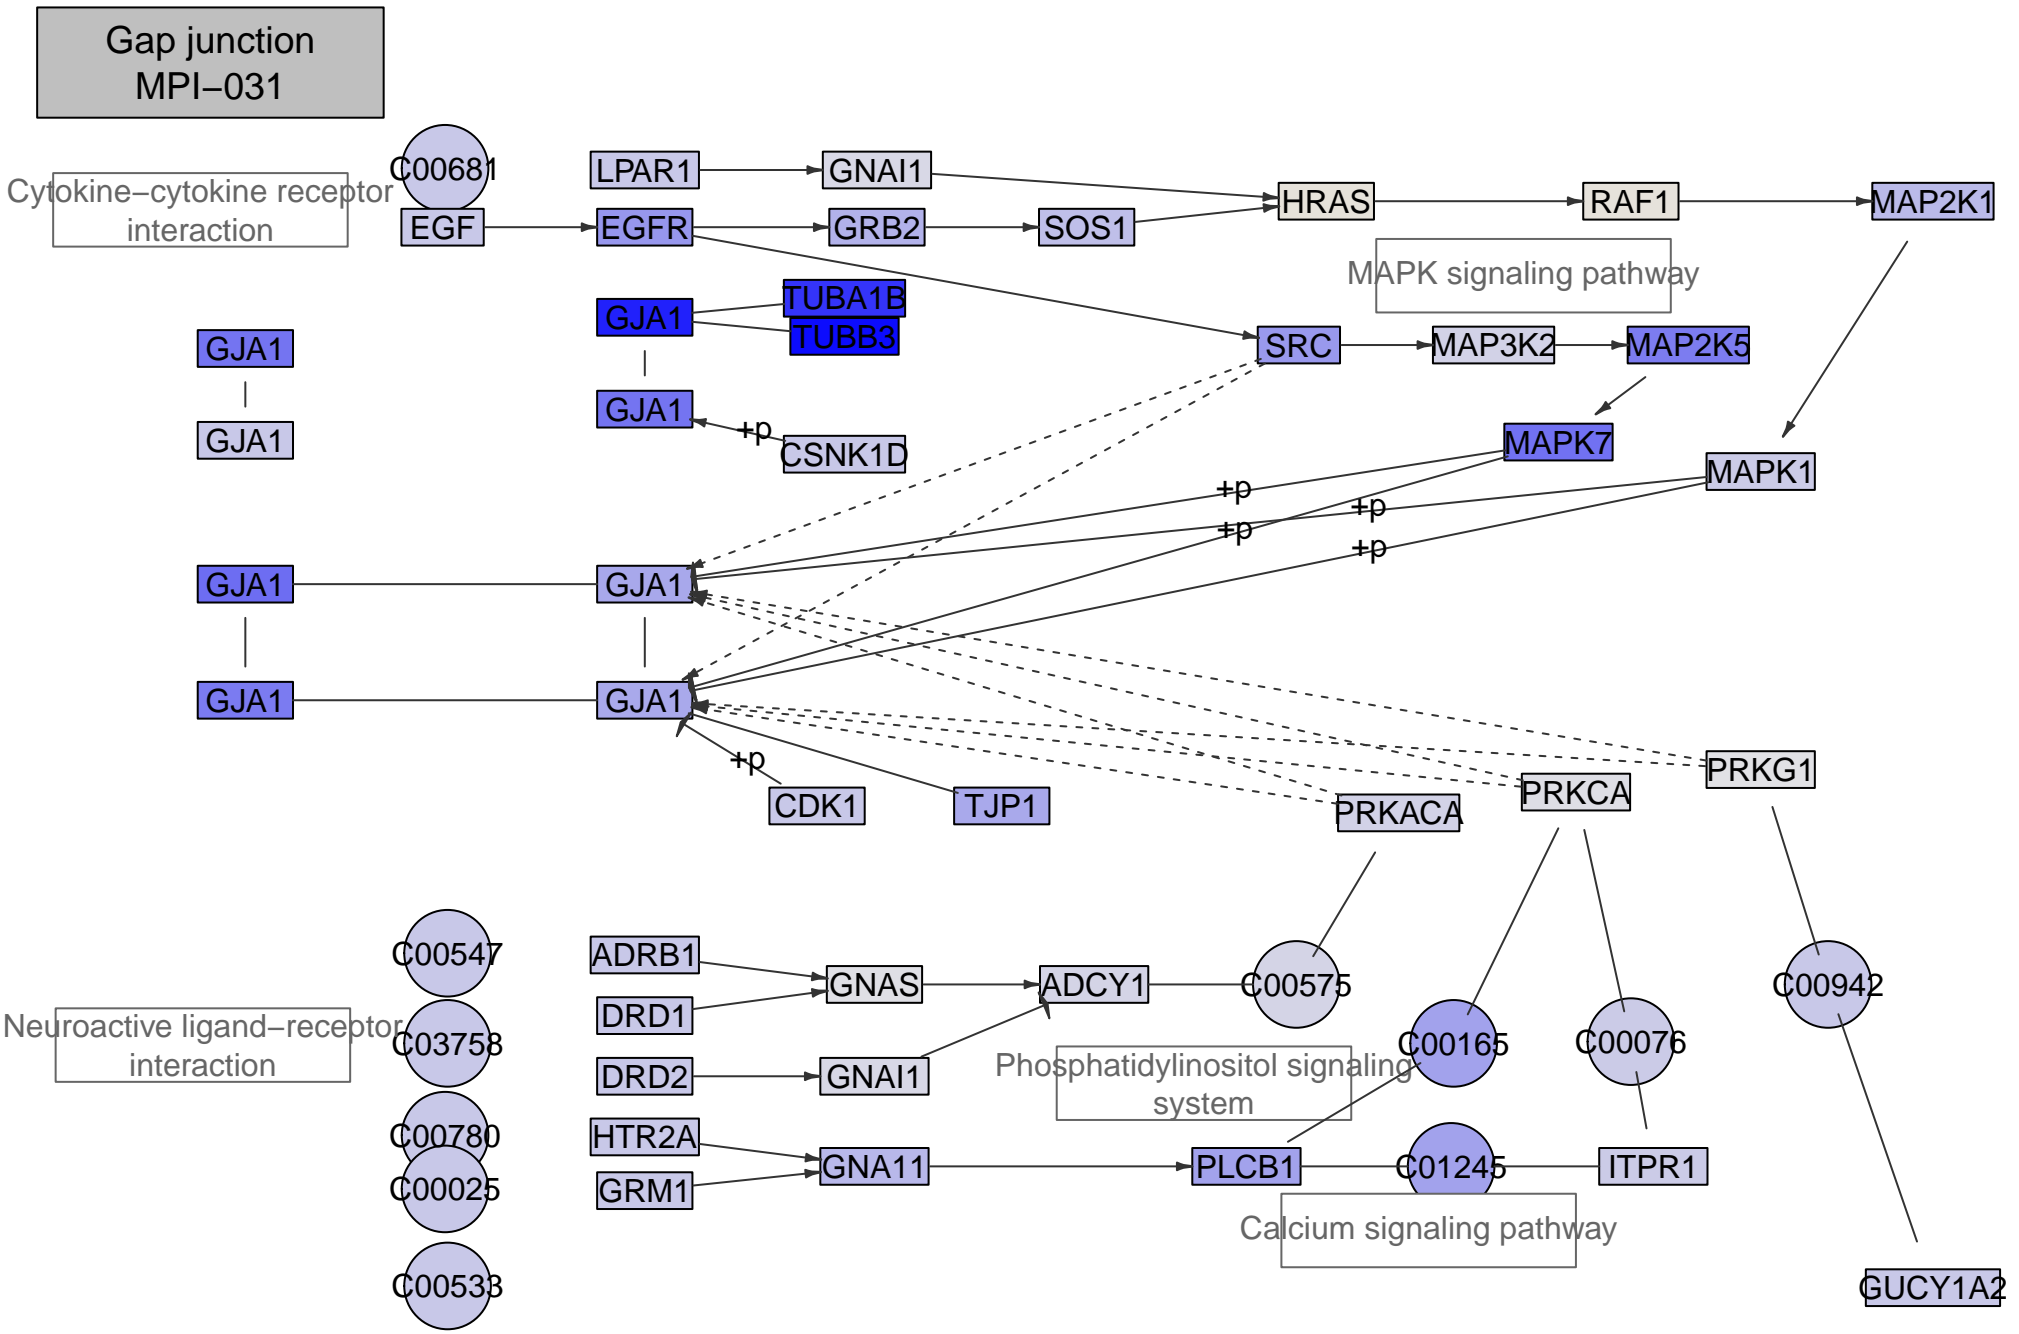 Gap junction
MPI−031
C00681
Cytokine−cytokine receptor
interaction
LPAR1
GNAI1
HRAS
RAF1
MAP2K1
EGF
EGFR
GRB2
SOS1
MAPK signaling pathway
TUBA1B
GJA1
TUBB3
GJA1
SRC
MAP3K2
MAP2K5
GJA1
+p
GJA1
CSNK1D
MAPK7
MAPK1
+p
+p
+p
+p
GJA1
GJA1
GJA1
GJA1
+p
CDK1
TJP1
PRKACA
PRKCA
PRKG1
C00547
ADRB1
GNAS
ADCY1
C00575
C00942
DRD1
Neuroactive ligand−receptor
interaction
C03758
C00165
C00076
DRD2
GNAI1
Phosphatidylinositol signaling
system
C00780
HTR2A
GNA11
PLCB1
C01245
ITPR1
C00025
GRM1
Calcium signaling pathway
C00533
GUCY1A2